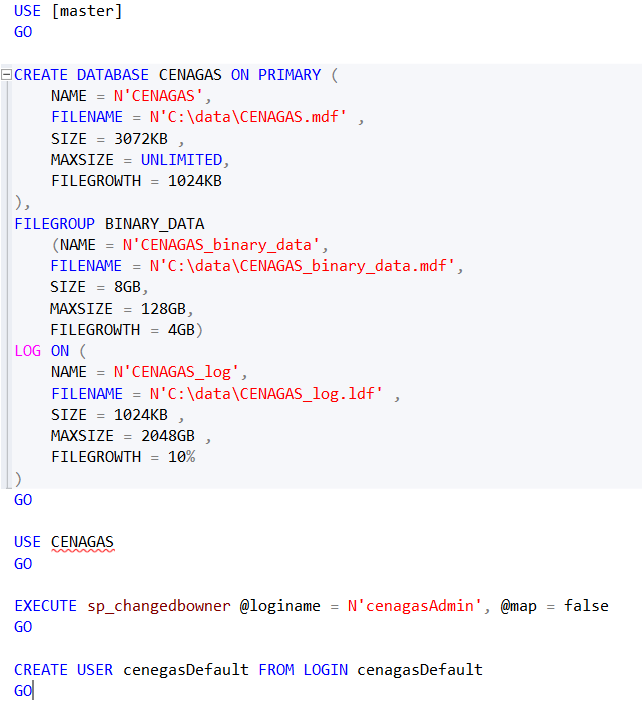 USE [master]
GO
CREATE DATABASE CENAGAS ON PRIMARY (
NAME = N'CENAGAS',
FILENAME = N'C:\data\CENAGAS.mdf' ,
SIZE = 3072KB ,
MAXSIZE = UNLIMITED,
FILEGROWTH = 1024KB
),
FILEGROUP BINARY_DATA
(NAME = N'CENAGAS_binary_data',
FILENAME = N'C:\data\CENAGAS_binary_data.mdf',
SIZE = 8GB,
MAXSIZE = 128GB,
FILEGROWTH = 4GB)
LOG ON (
NAME = N'CENAGAS_log',
FILENAME = N'C:\data\CENAGAS_log.ldf' ,
SIZE = 1024KB ,
MAXSIZE = 2048GB ,
FILEGROWTH = 10%
)
GO
USE CENAGAS
GO
EXECUTE sp_changedbowner @loginame = N'cenagasAdmin', @map = false
GO
CREATE USER cenegasDefault FROM LOGIN cenagasDefault
GO